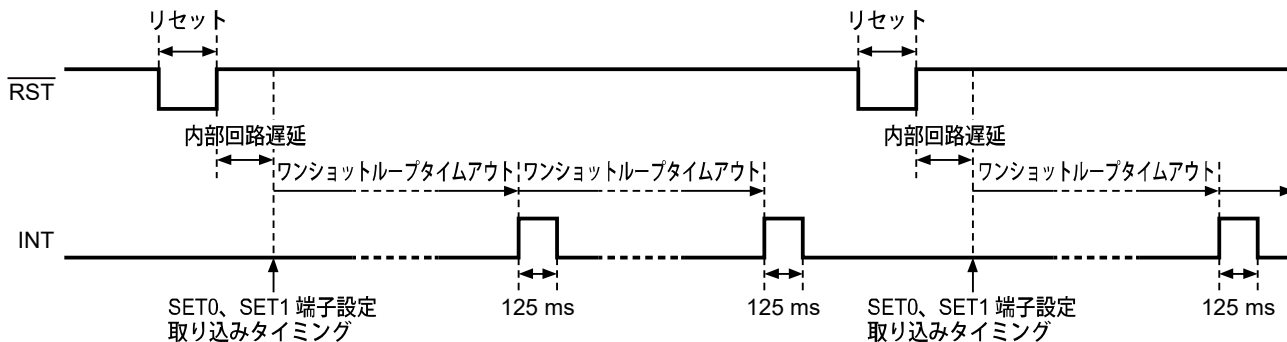 リセット
リセット
RST
内部回路遅延
内部回路遅延
ワンショットループタイムアウト
ワンショットループタイムアウト
ワンショットループタイムアウト
INT
SET0、SET1 端子設定
取り込みタイミング
125 ms
125 ms
SET0、SET1 端子設定
取り込みタイミング
125 ms